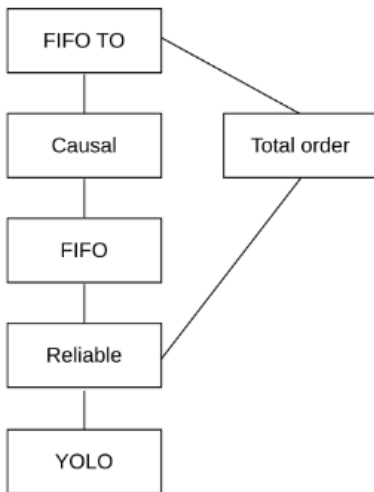 FIFO TO
Causal
Total order
FIFO
Reliable
YOLO